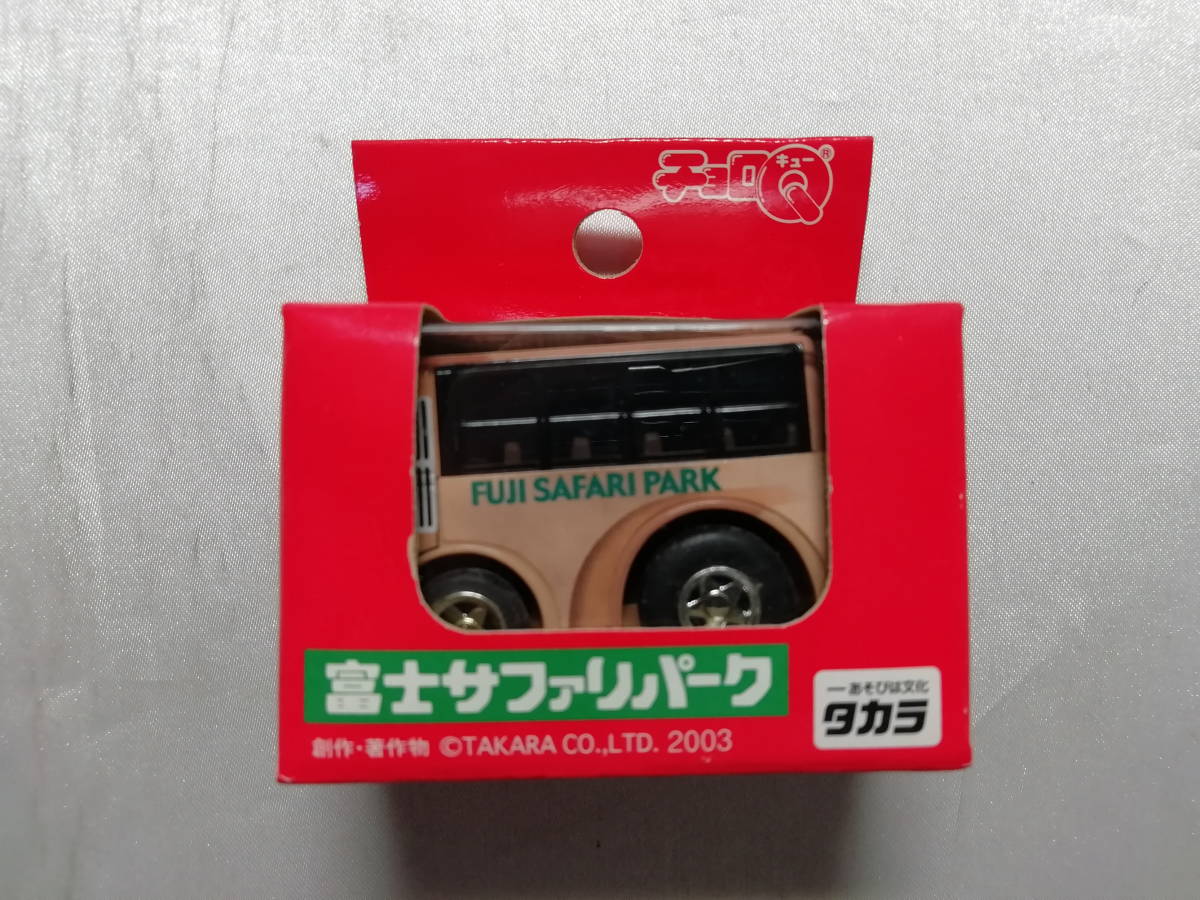 チョロQ®
キュー
FUJI SAFARI PARK
富士サファリパーク
創作・著作物 ©TAKARA CO.,LTD. 2003
あそびは文化
タカラ